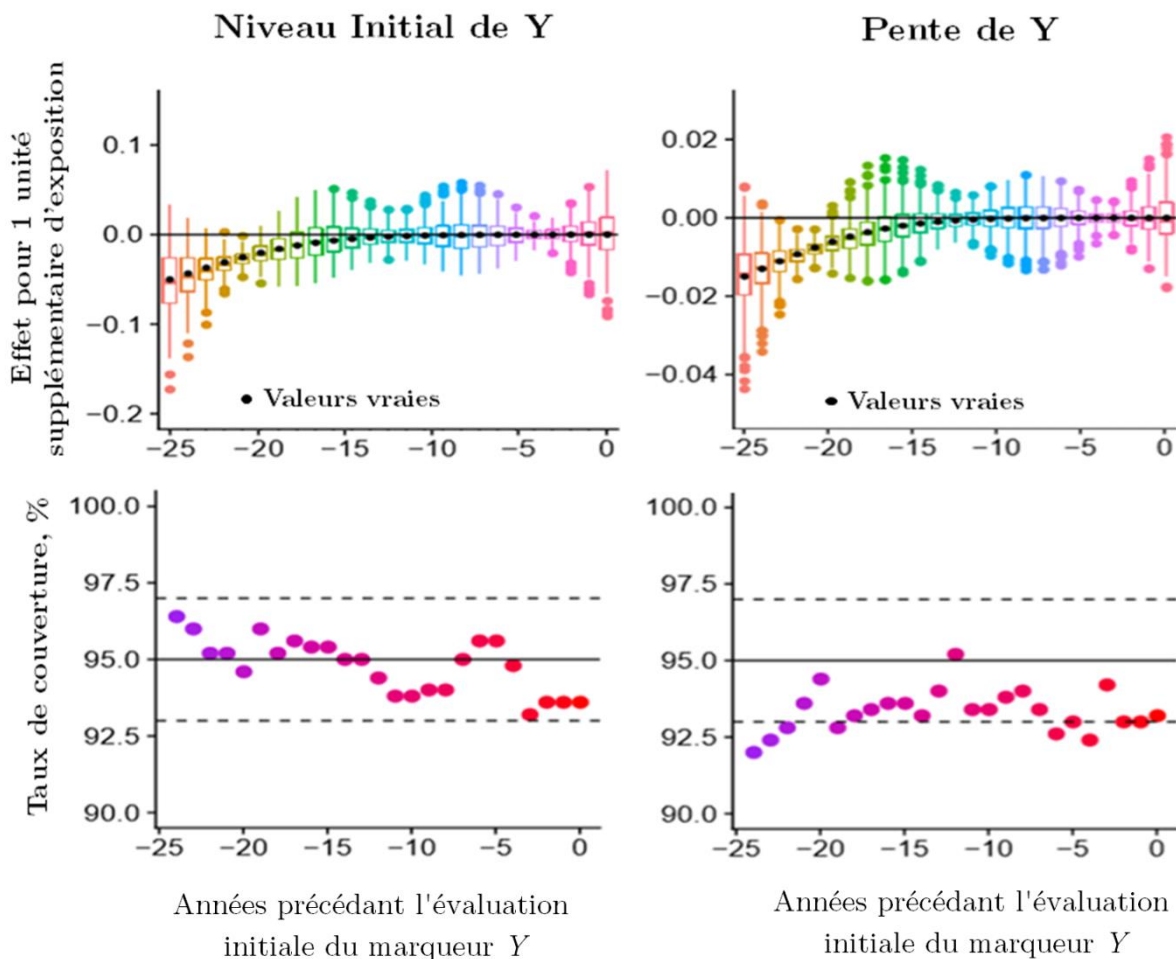 Niveau Initial de Y
Pente de Y
Effet pour 1 unité
supplémentaire d'exposition
0.1
0.0
−0.1
−0.2
−25 −20 −15 −10 −5 0
• Valeurs vraies
0.02
0.00
−0.02
−0.04
−25 −20 −15 −10 −5 0
• Valeurs vraies
Taux de couverture, %
100.0
97.5
95.0
92.5
90.0
−25 −20 −15 −10 −5 0
100.0
97.5
95.0
92.5
90.0
−25 −20 −15 −10 −5 0
Années précédant l'évaluation
initiale du marqueur Y
Années précédant l'évaluation
initiale du marqueur Y